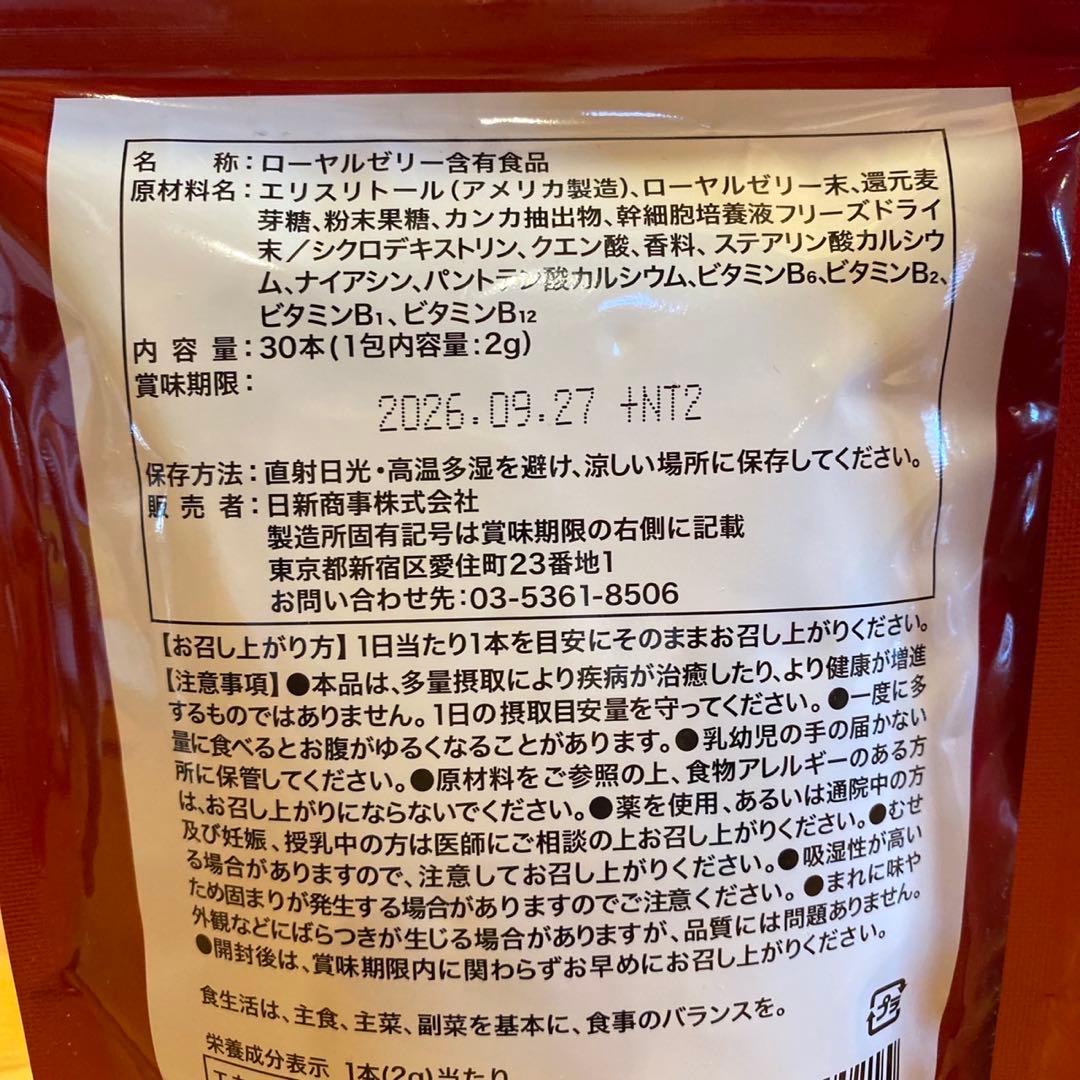 名 称：ローヤルゼリー含有食品
原材料名：エリスリトール(アメリカ製造)、ローヤルゼリー末、還元麦
芽糖、粉末果糖、カンカ抽出物、幹細胞培養液フリーズドライ
末／シクロデキストリン、クエン酸、香料、ステアリン酸カルシウ
ム、ナイアシン、パントテン酸カルシウム、ビタミンB6、ビタミンB2、
ビタミンB1、ビタミンB12
内 容 量：30本(1包内容量：2g)
賞味期限：
2026.09.27 +NT2
保存方法：直射日光・高温多湿を避け、涼しい場所に保存してください。
販 売 者：日新商事株式会社
製造所固有記号は賞味期限の右側に記載
東京都新宿区愛住町23番地1
お問い合わせ先：03-5361-8506
【お召し上がり方】1日当たり1本を目安にそのままお召し上がりください。
【注意事項】●本品は、多量摂取により疾病が治癒したり、より健康が増進
するものではありません。1日の摂取目安量を守ってください。●一度に多
量に食べるとお腹がゆるくなることがあります。●乳幼児の手の届かない
所に保管してください。●原材料をご参照の上、食物アレルギーのある方
は、お召し上がりにならないでください。●薬を使用、あるいは通院中の方
及び妊娠、授乳中の方は医師にご相談の上お召し上がりください。●むせ
る場合がありますので、注意してお召し上がりください。●吸湿性が高い
ため固まりが発生する場合がありますのでご注意ください。●まれに味や
外観などにばらつきが生じる場合がありますが、品質には問題ありません。
●開封後は、賞味期限内に関わらずお早めにお召し上がりください。
食生活は、主食、主菜、副菜を基本に、食事のバランスを。
プラ
栄養成分表示 1本(2g)当たり